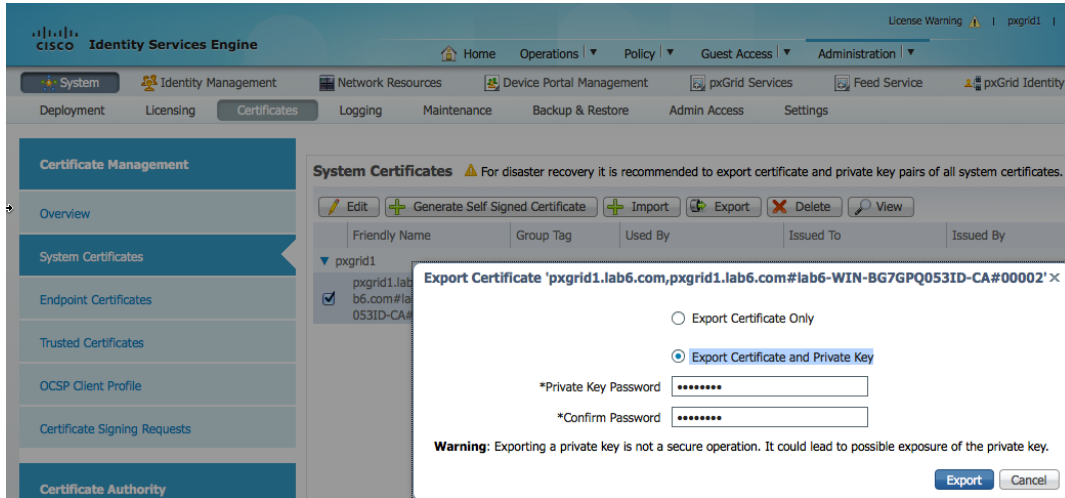 License Warning | pxgrid1 |
CISCO Identity Services Engine
Home Operations | Policy | Guest Access | Administration |
System Identity Management Network Resources Device Portal Management pxGrid Services Feed Service pxGrid Identity
Deployment Licensing Certificates Logging Maintenance Backup & Restore Admin Access Settings
Certificate Management
Overview
System Certificates
Endpoint Certificates
Trusted Certificates
OCSP Client Profile
Certificate Signing Requests
Certificate Authority
System Certificates For disaster recovery it is recommended to export certificate and private key pairs of all system certificates.
Edit Generate Self Signed Certificate Import Export Delete View
Friendly Name Group Tag Used By Issued To Issued By
pxgrid1
pxgrid1.lab
b6.com#la
053ID-CA#
Export Certificate 'pxgrid1.lab6.com,pxgrid1.lab6.com#lab6-WIN-BG7GPQ053ID-CA#00002'
Export Certificate Only
Export Certificate and Private Key
*Private Key Password ••••••••
*Confirm Password ••••••••
Warning: Exporting a private key is not a secure operation. It could lead to possible exposure of the private key.
Export Cancel